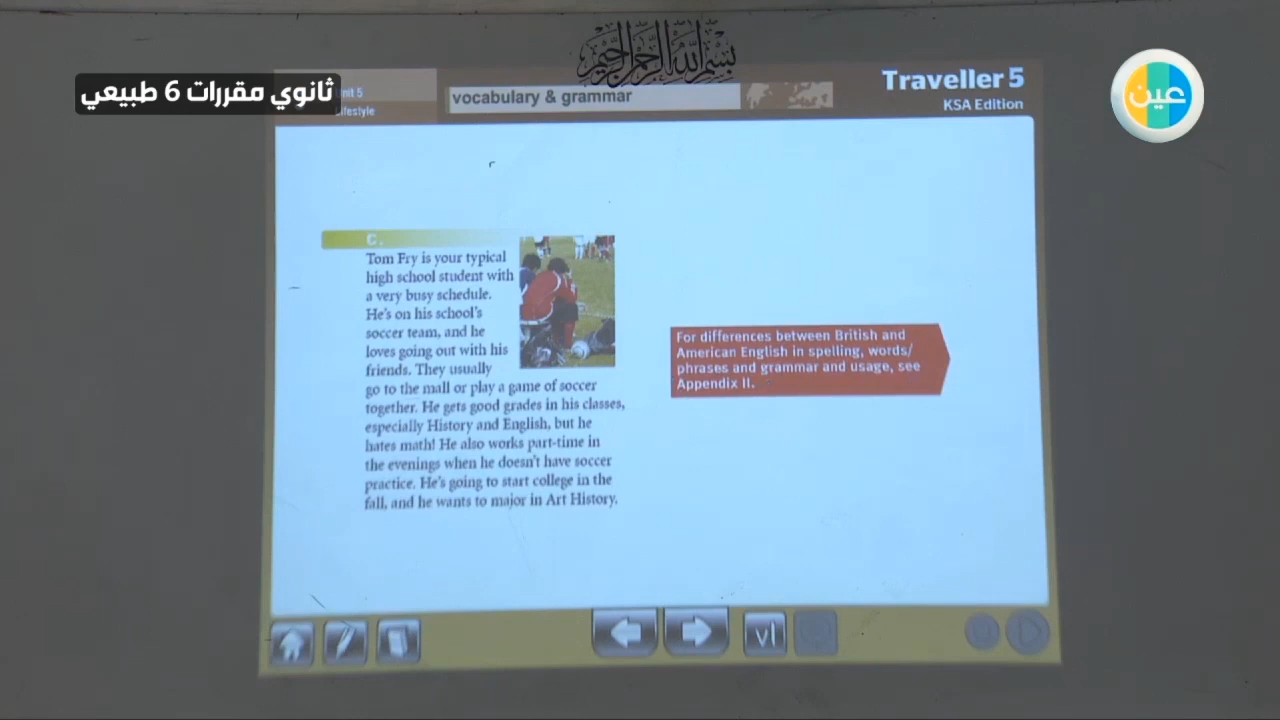 بسم الله الرحمن الرحيم
ثانوي مقررات 6 طبيعي
عين
Unit 5
Lifestyle
vocabulary & grammar
Traveller 5
KSA Edition
C.
Tom Fry is your typical
high school student with
a very busy schedule.
He's on his school's
soccer team, and he
loves going out with his
friends. They usually
go to the mall or play a game of soccer
together. He gets good grades in his classes,
especially History and English, but he
hates math! He also works part-time in
the evenings when he doesn't have soccer
practice. He's going to start college in the
fall, and he wants to major in Art History.
For differences between British and
American English in spelling, words/
phrases and grammar and usage, see
Appendix II.